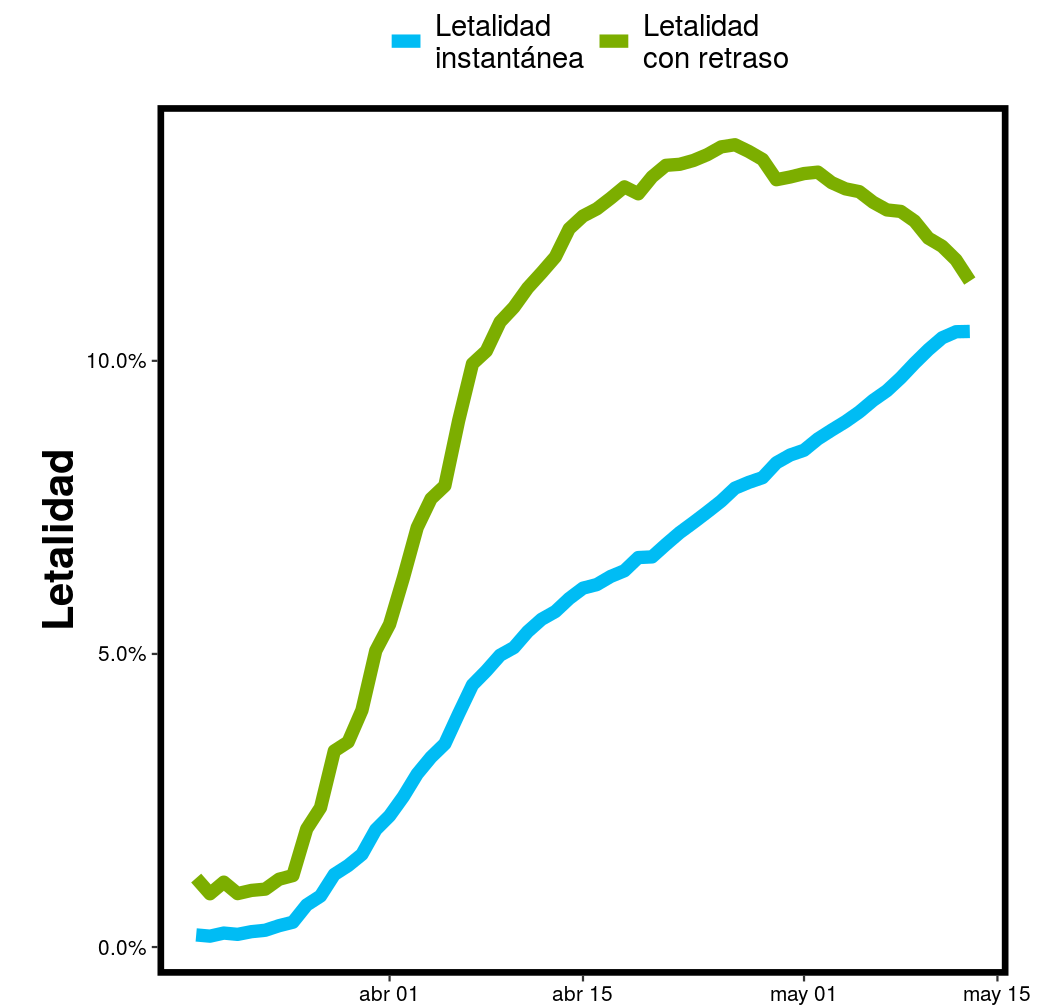 Letalidad
instantánea
Letalidad
con retraso
Letalidad
10.0%
5.0%
0.0%
abr 01
abr 15
may 01
may 15